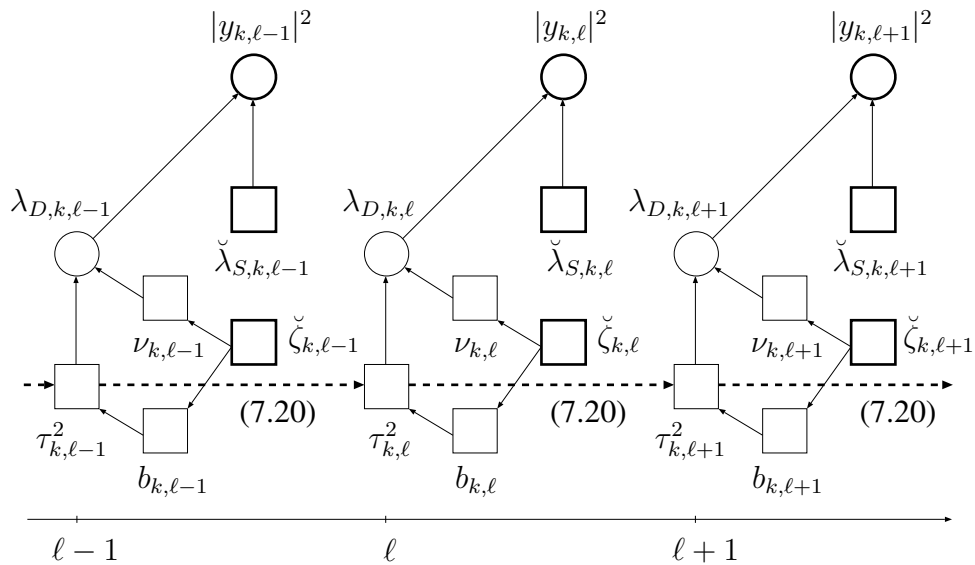 |y_{k,ℓ−1}|² |y_{k,ℓ}|² |y_{k,ℓ+1}|²
λ_{D,k,ℓ−1} λ_{D,k,ℓ} λ_{D,k,ℓ+1}
λ̆_{S,k,ℓ−1} λ̆_{S,k,ℓ} λ̆_{S,k,ℓ+1}
ν_{k,ℓ−1} ζ̆_{k,ℓ−1} ν_{k,ℓ} ζ̆_{k,ℓ} ν_{k,ℓ+1} ζ̆_{k,ℓ+1}
(7.20) (7.20) (7.20)
τ²_{k,ℓ−1} τ²_{k,ℓ} τ²_{k,ℓ+1}
b_{k,ℓ−1} b_{k,ℓ} b_{k,ℓ+1}
ℓ − 1 ℓ ℓ + 1